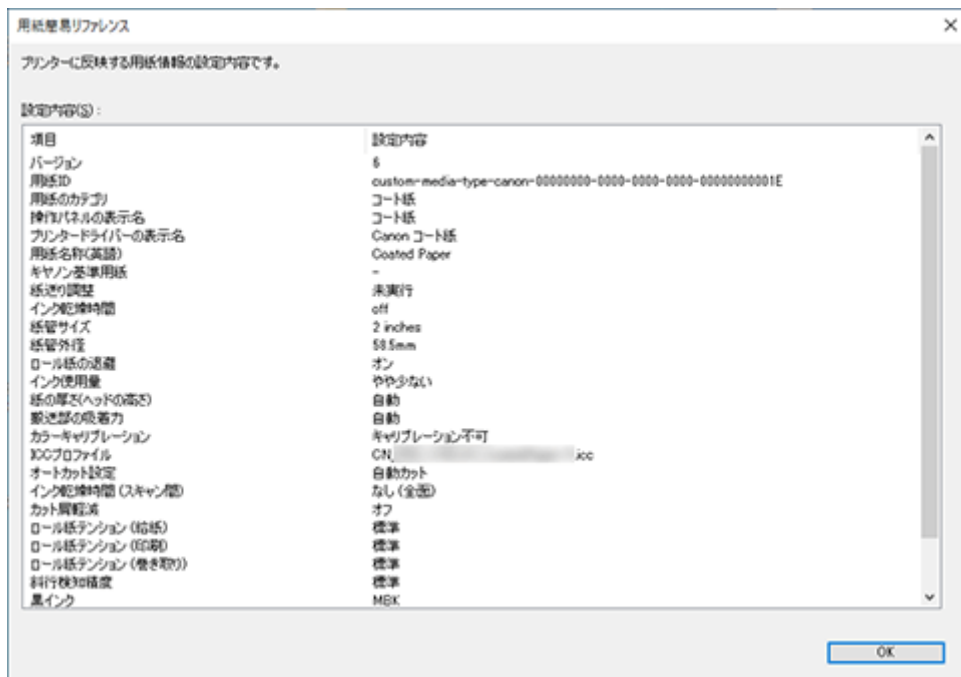 用紙簡易リファレンス
プリンターに反映する用紙情報の設定内容です。
設定内容(S):
項目 設定内容
バージョン 6
用紙ID custom-media-type-canon-00000000-0000-0000-0000-00000000001E
用紙のカテゴリ コート紙
操作パネルの表示名 コート紙
プリンタードライバーの表示名 Canon コート紙
用紙名称(英語) Coated Paper
キヤノン基準用紙 -
紙送り調整 未実行
インク乾燥時間 off
紙管サイズ 2 inches
紙管外径 58.5mm
ロール紙の退避 オン
インク使用量 やや少ない
紙の厚さ(ヘッドの高さ) 自動
搬送部の吸着力 自動
カラーキャリブレーション キャリブレーション不可
ICCプロファイル CN_ .icc
オートカット設定 自動カット
インク乾燥時間 (スキャン間) なし (全面)
カット屑軽減 オフ
ロール紙テンション (給紙) 標準
ロール紙テンション (印刷) 標準
ロール紙テンション (巻き取り) 標準
斜行検知精度 標準
黒インク MBK
OK